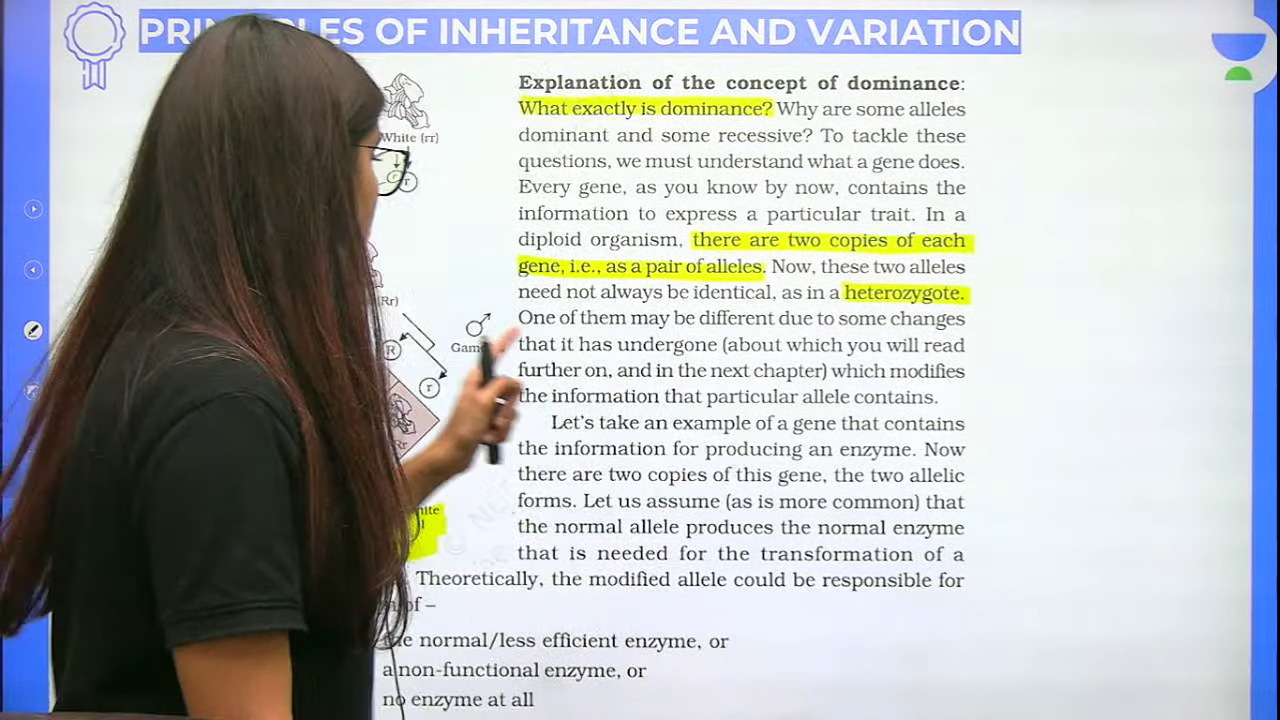 PRI ES OF INHERITANCE AND VARIATION
White (rr)
r
r
(Rr)
R
r
Gam
Rr
Explanation of the concept of dominance:
What exactly is dominance? Why are some alleles
dominant and some recessive? To tackle these
questions, we must understand what a gene does.
Every gene, as you know by now, contains the
information to express a particular trait. In a
diploid organism, there are two copies of each
gene, i.e., as a pair of alleles. Now, these two alleles
need not always be identical, as in a heterozygote.
One of them may be different due to some changes
that it has undergone (about which you will read
further on, and in the next chapter) which modifies
the information that particular allele contains.
Let's take an example of a gene that contains
the information for producing an enzyme. Now
there are two copies of this gene, the two allelic
forms. Let us assume (as is more common) that
the normal allele produces the normal enzyme
that is needed for the transformation of a
Theoretically, the modified allele could be responsible for
of –
normal/less efficient enzyme, or
a non-functional enzyme, or
no enzyme at all